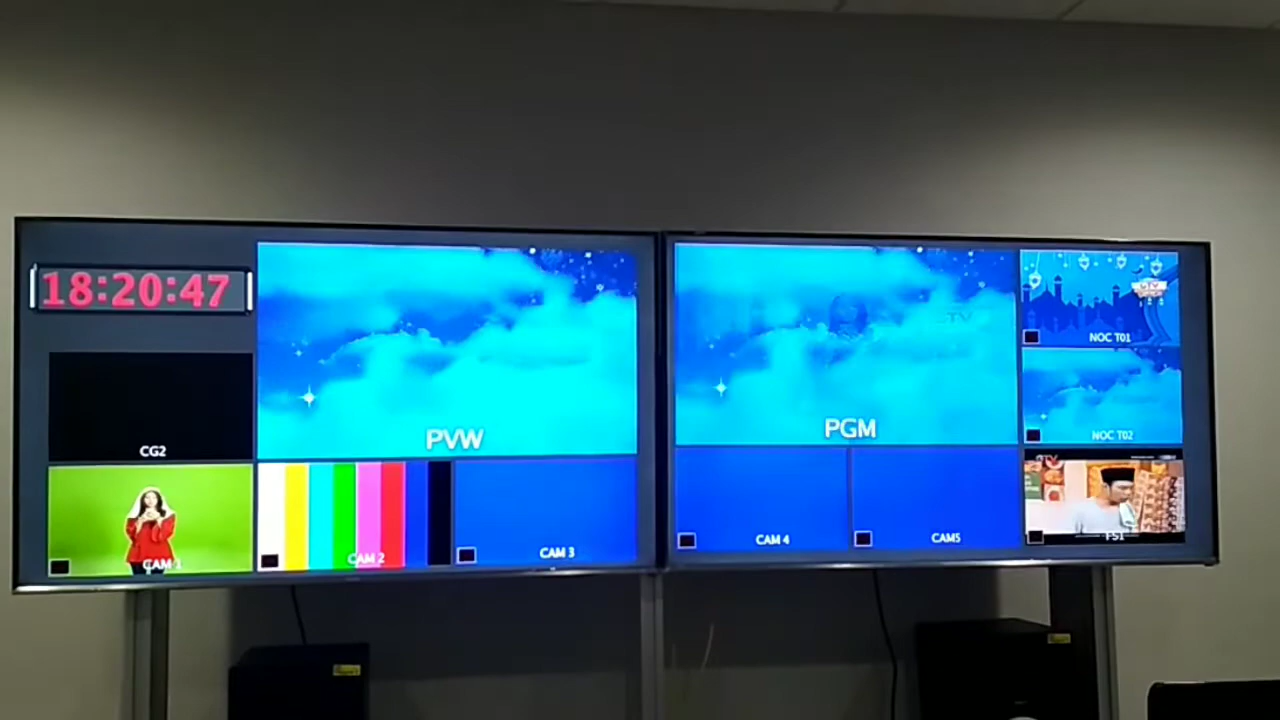 18:20:47
CG2
PVW
CAM 1
CAM 2
CAM 3
PGM
NOC T01
NOC T02
CAM 4
CAM5
FS1